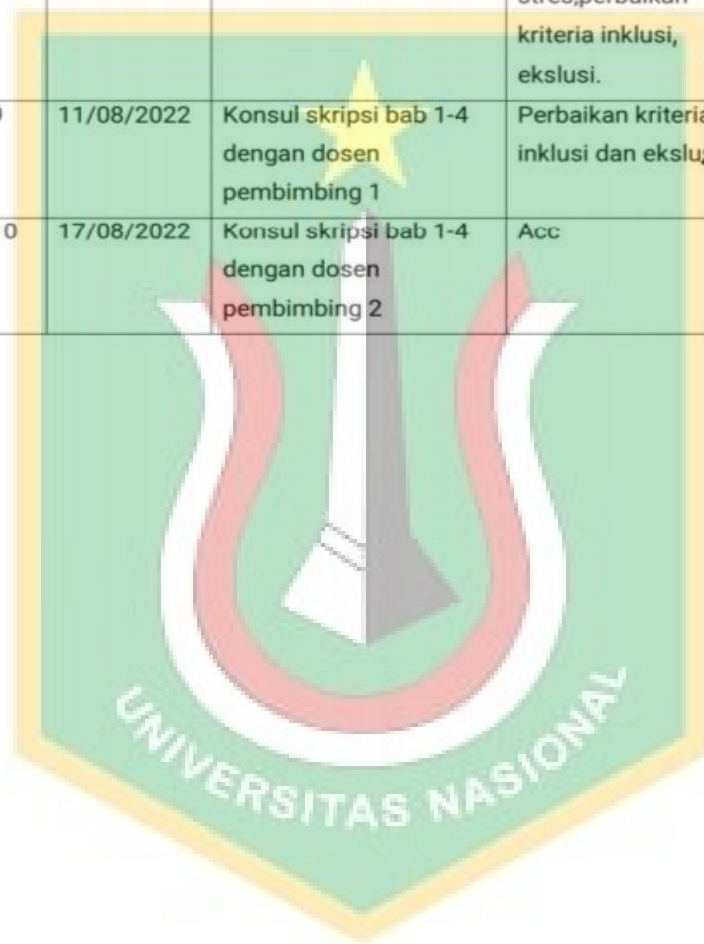 kriteria inklusi,
ekslusi.
11/08/2022 Konsul skripsi bab 1-4 Perbaikan kriteria
dengan dosen inklusi dan
pembimbing 1
0 17/08/2022 Konsul skripsi bab 1-4 Acc
dengan dosen
pembimbing 2
UNIVERSITAS NASIONAL